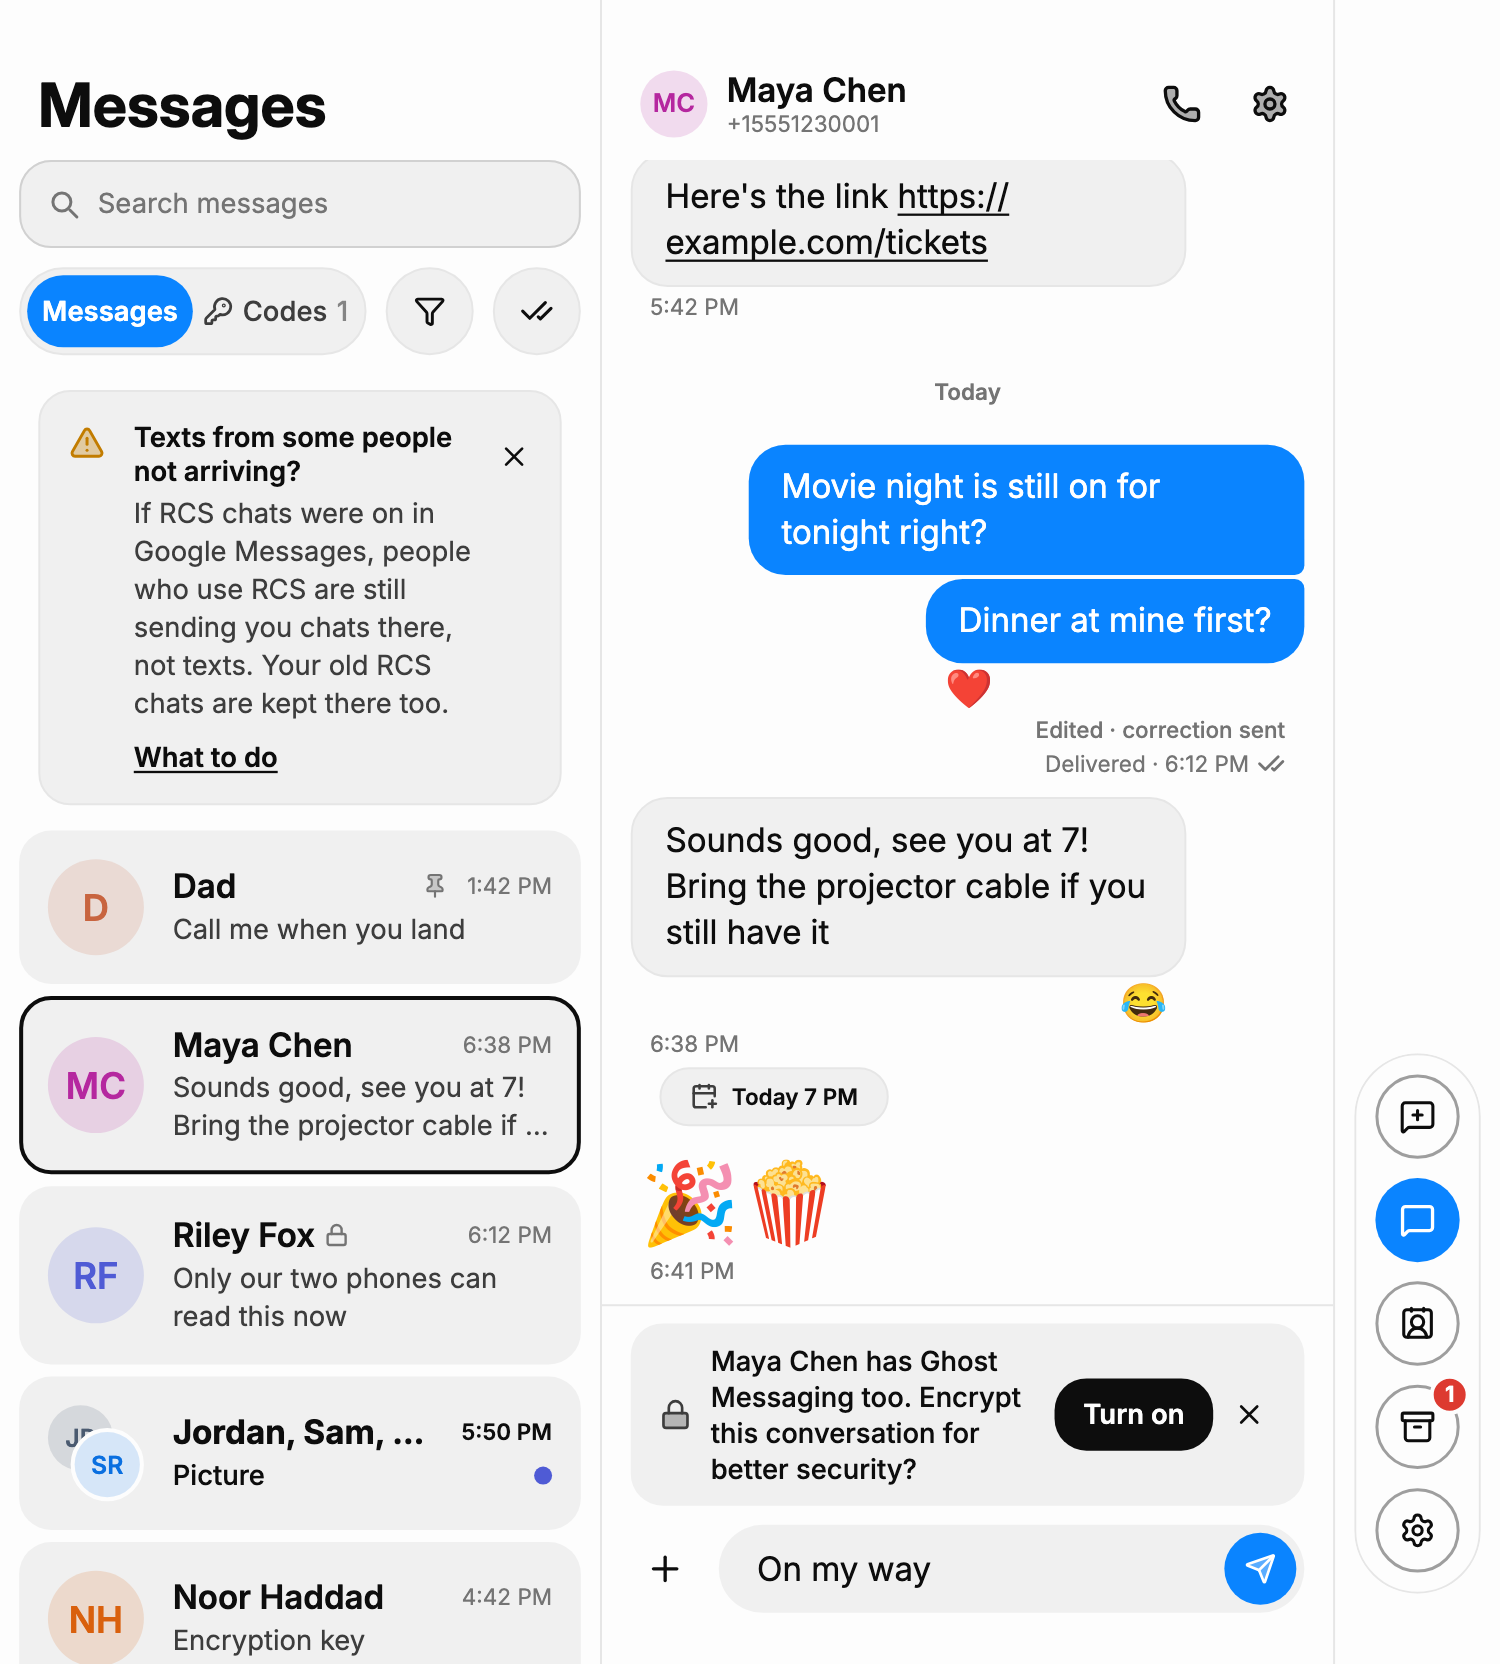 Messages
Search messages
Messages
Codes 1
Texts from some people
not arriving?
If RCS chats were on in
Google Messages, people
who use RCS are still
sending you chats there,
not texts. Your old RCS
chats are kept there too.
What to do
D
Dad
1:42 PM
Call me when you land
MC
Maya Chen
6:38 PM
Sounds good, see you at 7!
Bring the projector cable if ...
RF
Riley Fox
6:12 PM
Only our two phones can
read this now
SR
Jordan, Sam, ...
5:50 PM
Picture
NH
Noor Haddad
4:42 PM
Encryption key
MC
Maya Chen
+15551230001
Here's the link https://
example.com/tickets
5:42 PM
Today
Movie night is still on for
tonight right?
Dinner at mine first?
Edited · correction sent
Delivered · 6:12 PM
Sounds good, see you at 7!
Bring the projector cable if you
still have it
6:38 PM
Today 7 PM
6:41 PM
Maya Chen has Ghost
Messaging too. Encrypt
this conversation for
better security?
Turn on
On my way
1